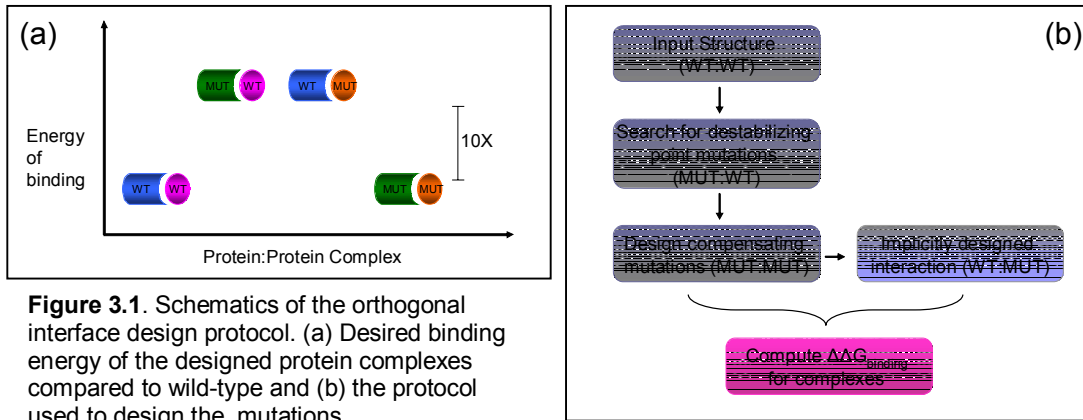 (a)
MUT WT WT MUT
Energy
of
binding
10X
WT WT MUT MUT
Protein:Protein Complex
Figure 3.1. Schematics of the orthogonal
interface design protocol. (a) Desired binding
energy of the designed protein complexes
compared to wild-type and (b) the protocol
used to design the mutations
(b)
Input Structure
(WT:WT)
Search for destabilizing
point mutations
(MUT:WT)
Design compensating
mutations (MUT:MUT)
Implicitly designed
interaction (WT:MUT)
Compute ΔΔGbinding
for complexes